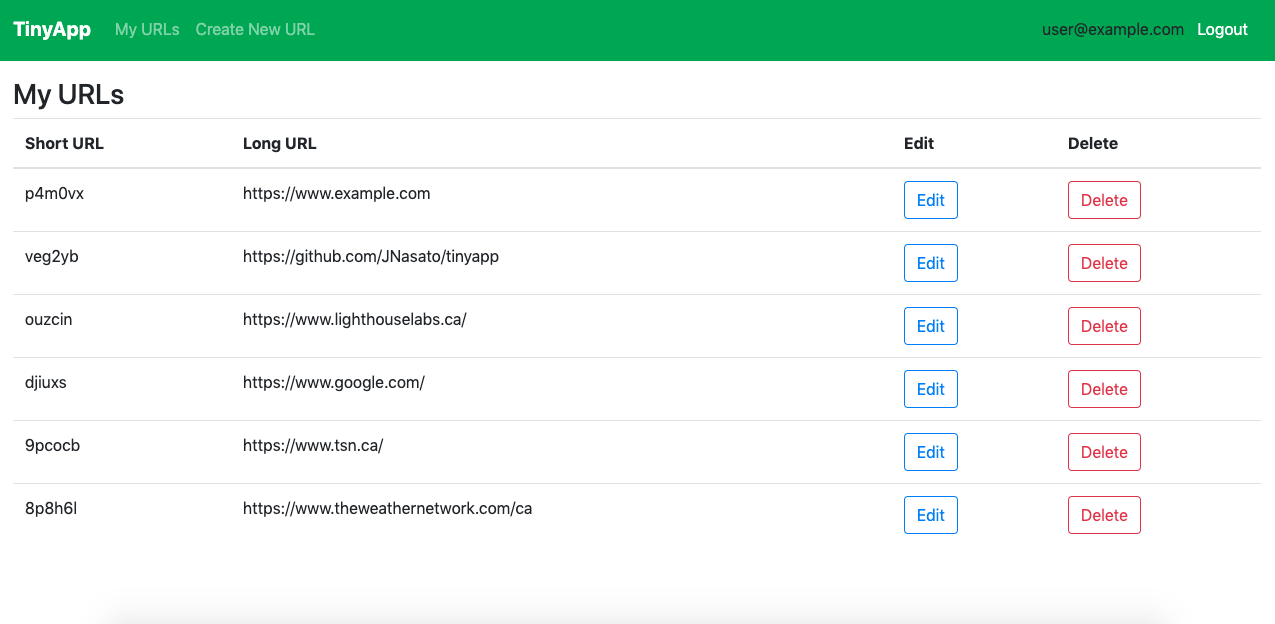 TinyApp My URLs Create New URL user@example.com Logout
My URLs
Short URL Long URL Edit Delete
p4m0vx https://www.example.com Edit Delete
veg2yb https://github.com/JNasato/tinyapp Edit Delete
ouzcin https://www.lighthouselabs.ca/ Edit Delete
djiuxs https://www.google.com/ Edit Delete
9pcocb https://www.tsn.ca/ Edit Delete
8p8h6l https://www.theweathernetwork.com/ca Edit Delete